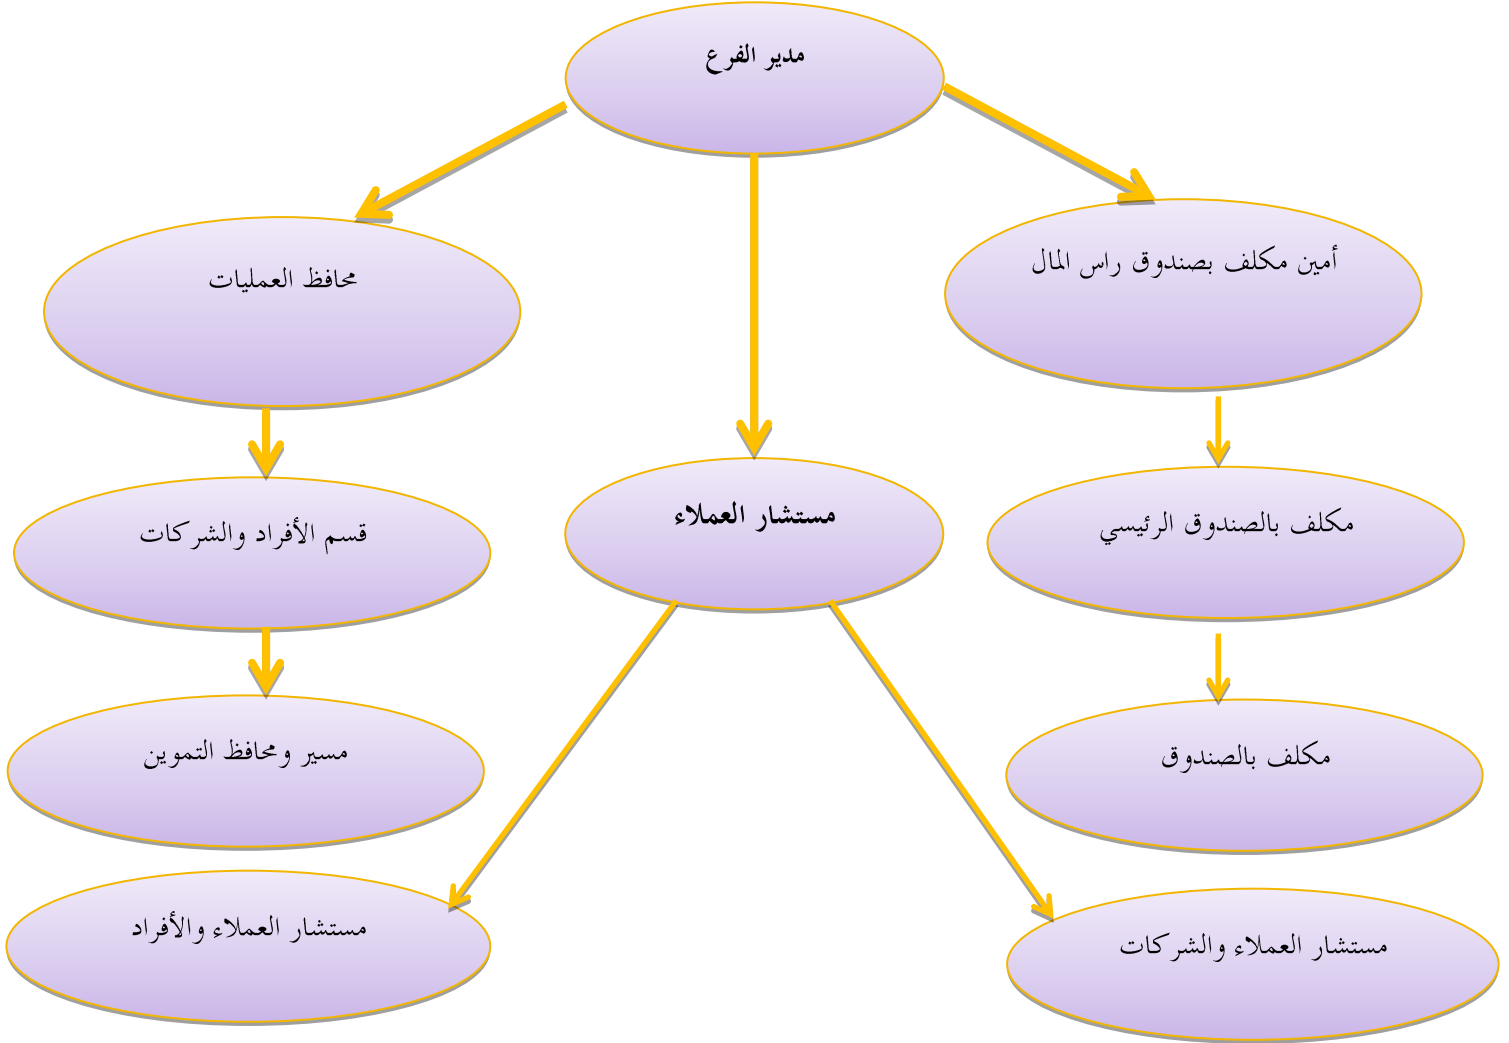 مدير الفرع
أمين مكلف بصندوق راس المال
محافظ العمليات
مستشار العملاء
مكلف بالصندوق الرئيسي
قسم الأفراد والشركات
مكلف بالصندوق
مسير ومحافظ التموين
مستشار العملاء والشركات
مستشار العملاء والأفراد